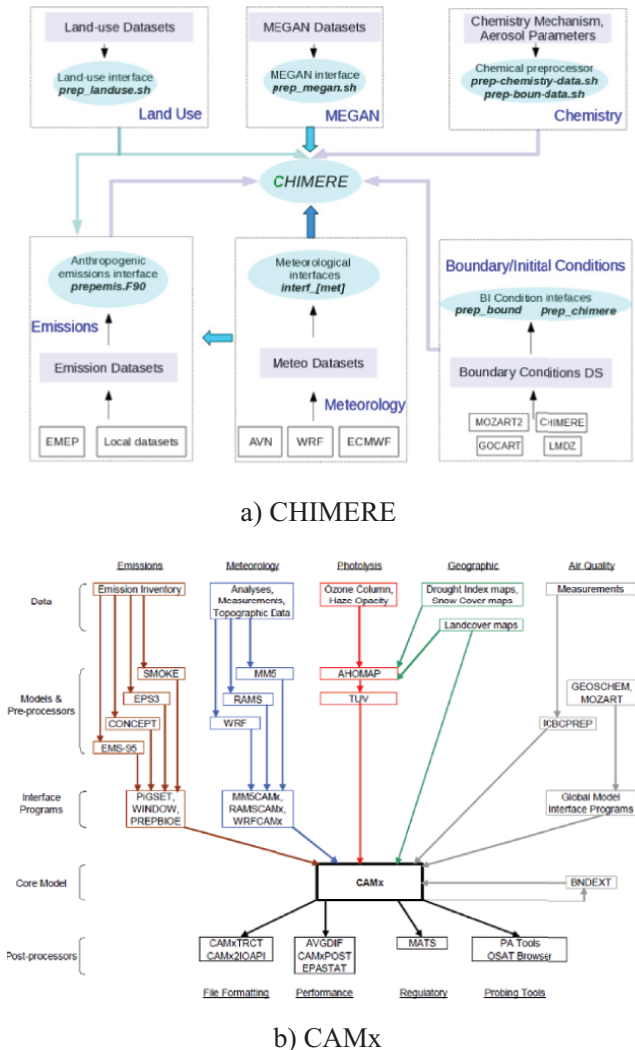 Land-use Datasets
Land-use interface
prep_landuse.sh
Land Use
MEGAN Datasets
MEGAN interface
prep_megan.sh
MEGAN
Chemistry Mechanism,
Aerosol Parameters
Chemical preprocessor
prep-chemistry-data.sh
prep-boun-data.sh
Chemistry
CHIMERE
Anthropogenic
emissions interface
prepemis.F90
Emissions
Emission Datasets
EMEP
Local datasets
Meteorological
interfaces
interf_[met]
Meteo Datasets
Meteorology
AVN
WRF
ECMWF
Boundary/Initital Conditions
BI Condition intefaces
prep_bound prep_chimere
Boundary Conditions DS
MOZART2
CHIMERE
GOCART
LMDZ
a) CHIMERE
Emissions
Meteorology
Photolysis
Geographic
Air Quality
Data
Emission Inventory
Analyses,
Measurements,
Topographic Data
Ozone Column,
Haze Opacity
Drought Index maps,
Snow Cover maps
Landcover maps
Measurements
Models &
Pre-processors
SMOKE
EPS3
CONCEPT
EMS-95
MM5
RAMS
WRF
AHOMAP
TUV
GEOSCHEM,
MOZART
ICBCPREP
Interface
Programs
PiGSET,
WINDOW,
PREPBIOE
MM5CAMx,
RAMSCAMx,
WRFCAMx
Global Model
Interface Programs
Core Model
CAMx
BNDEXT
Post-processors
CAMxTRCT
CAMx2IOAPI
AVGDIF
CAMxPOST
EPASTAT
MATS
PA Tools
OSAT Browser
File Formatting
Performance
Regulatory
Probing Tools
b) CAMx